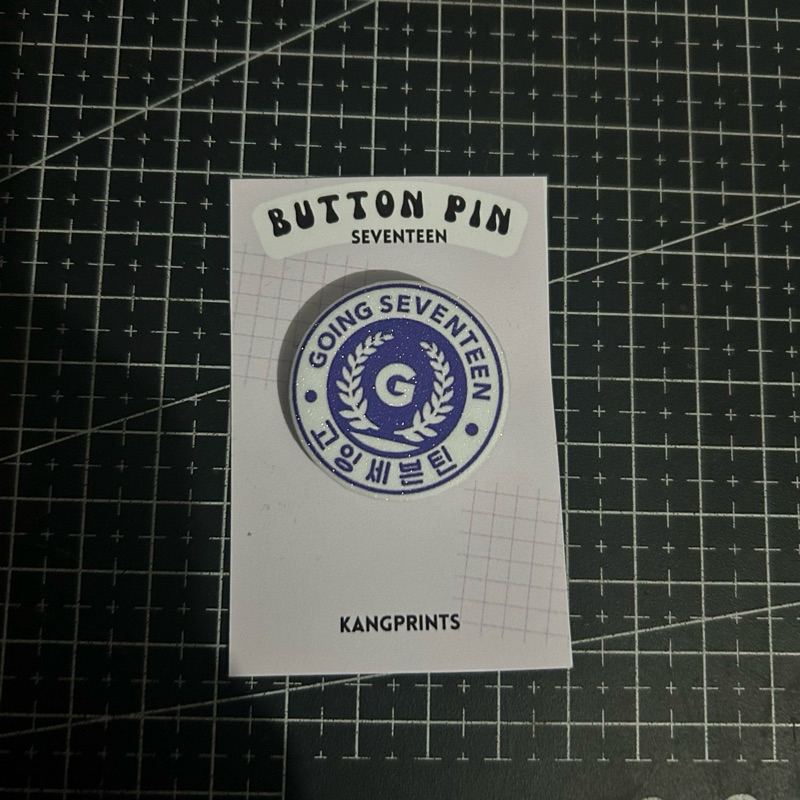 BUTTON PIN
SEVENTEEN
GOING SEVENTEEN
G
고잉 세븐틴
KANGPRINTS